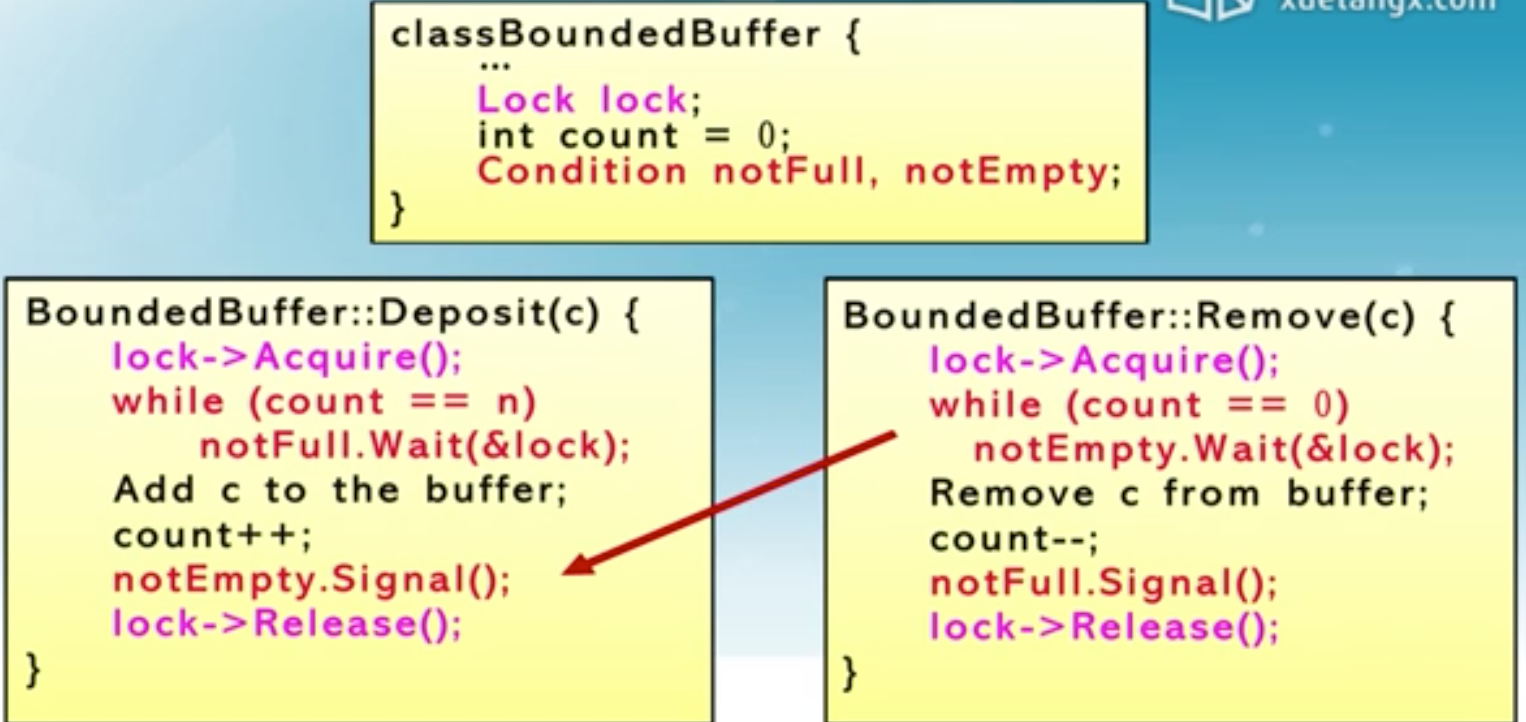 xuetangx.com
classBoundedBuffer {
...
Lock lock;
int count = 0;
Condition notFull, notEmpty;
}
BoundedBuffer::Deposit(c) {
lock->Acquire();
while (count == n)
notFull.Wait(&lock);
Add c to the buffer;
count++;
notEmpty.Signal();
lock->Release();
}
BoundedBuffer::Remove(c) {
lock->Acquire();
while (count == 0)
notEmpty.Wait(&lock);
Remove c from buffer;
count--;
notFull.Signal();
lock->Release();
}